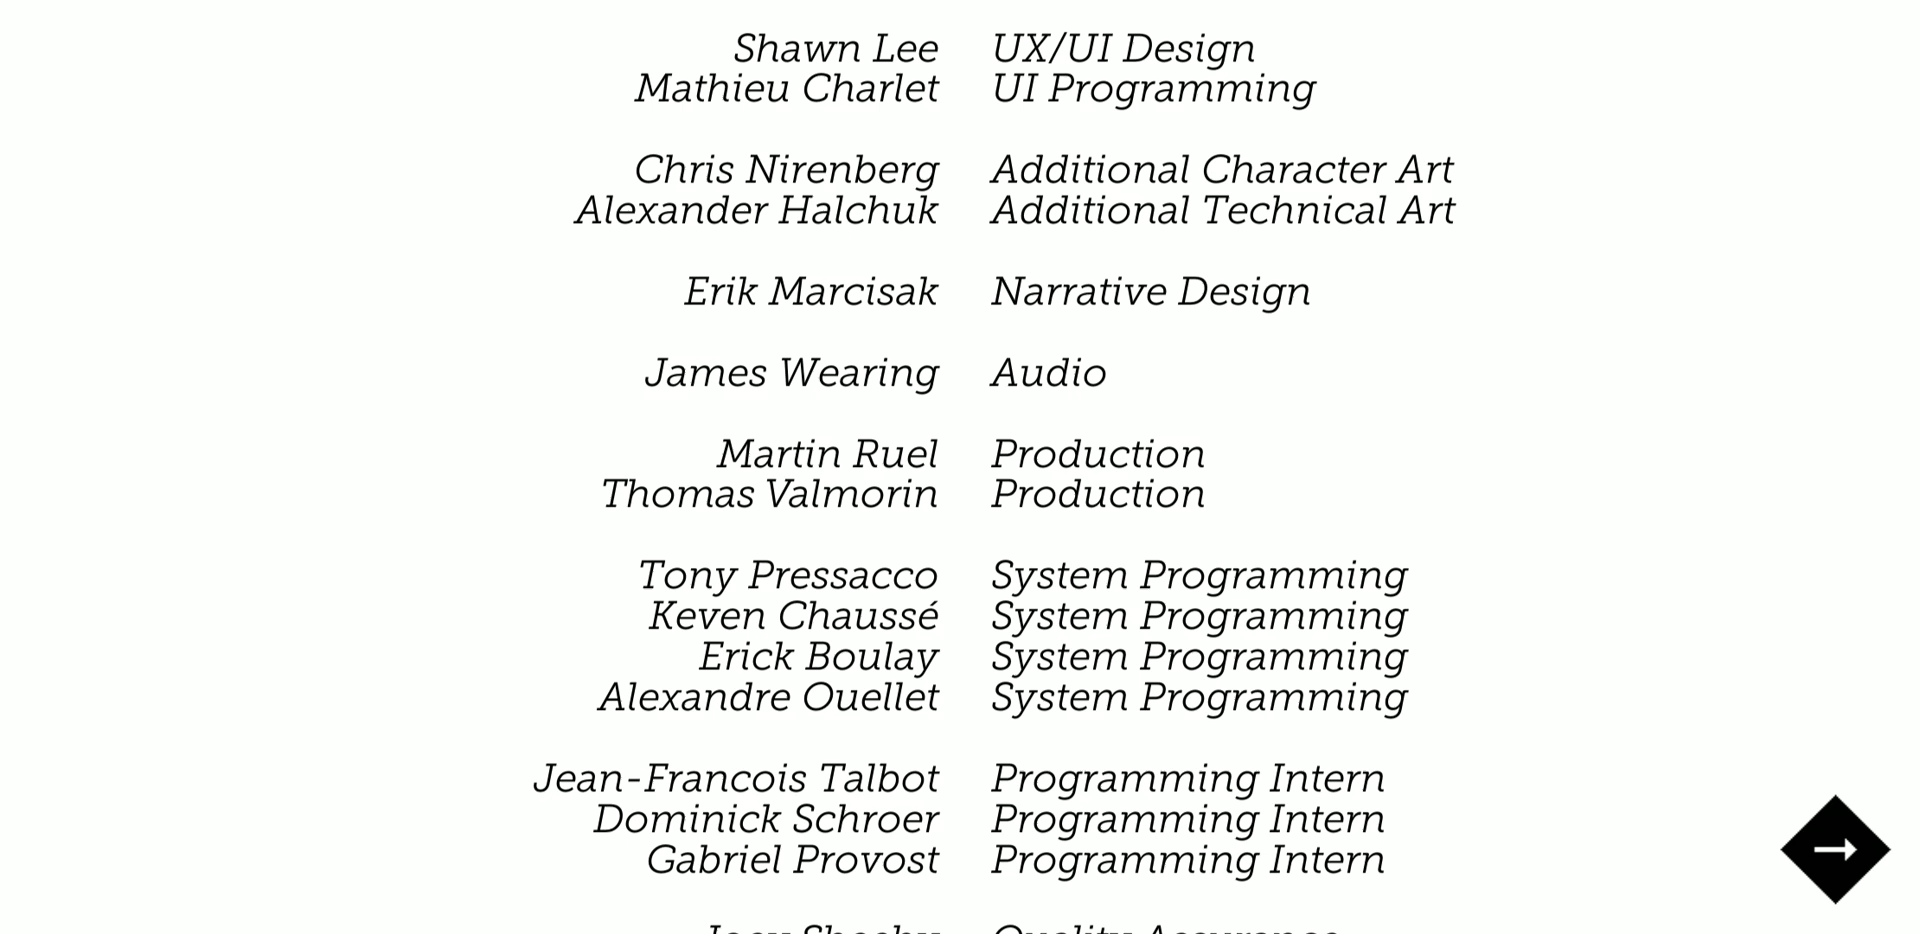 Shawn Lee UX/UI Design
Mathieu Charlet UI Programming
Chris Nirenberg Additional Character Art
Alexander Halchuk Additional Technical Art
Erik Marcisak Narrative Design
James Wearing Audio
Martin Ruel Production
Thomas Valmorin Production
Tony Pressacco System Programming
Keven Chaussé System Programming
Erick Boulay System Programming
Alexandre Ouellet System Programming
Jean-Francois Talbot Programming Intern
Dominick Schroer Programming Intern
Gabriel Provost Programming Intern
Quality Assurance